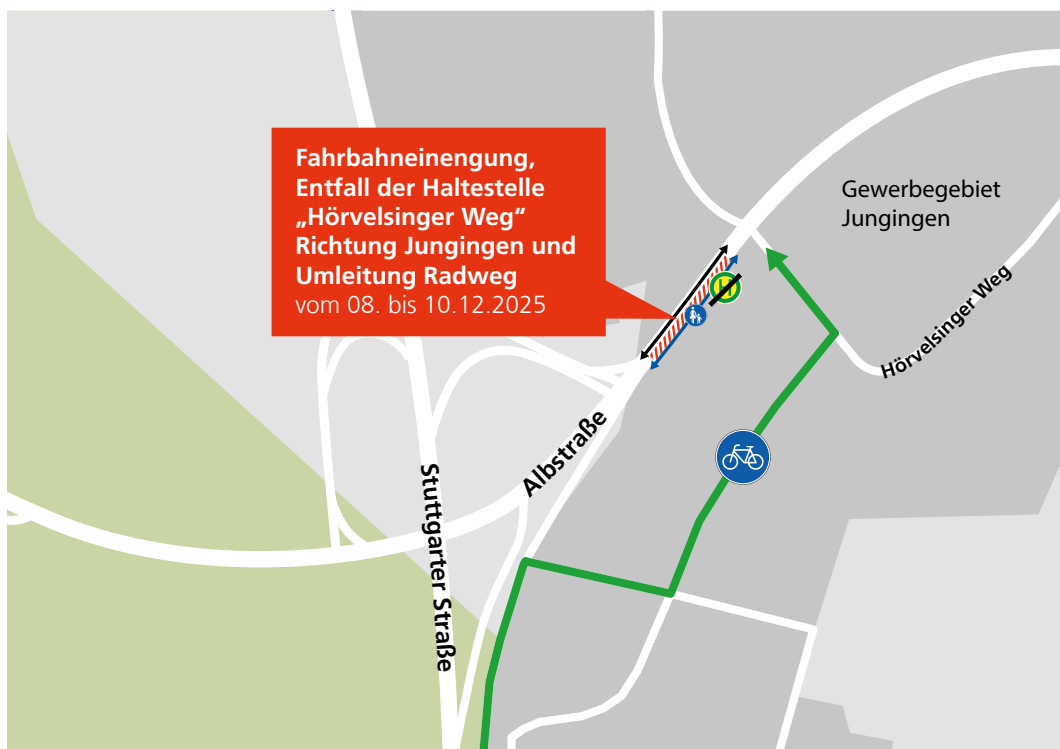 Fahrbahneinengung,
Entfall der Haltestelle
„Hörvelsinger Weg“
Richtung Jungingen und
Umleitung Radweg
vom 08. bis 10.12.2025
Gewerbegebiet
Jungingen
H
Hörvelsinger Weg
Albstraße
Stuttgarter Straße